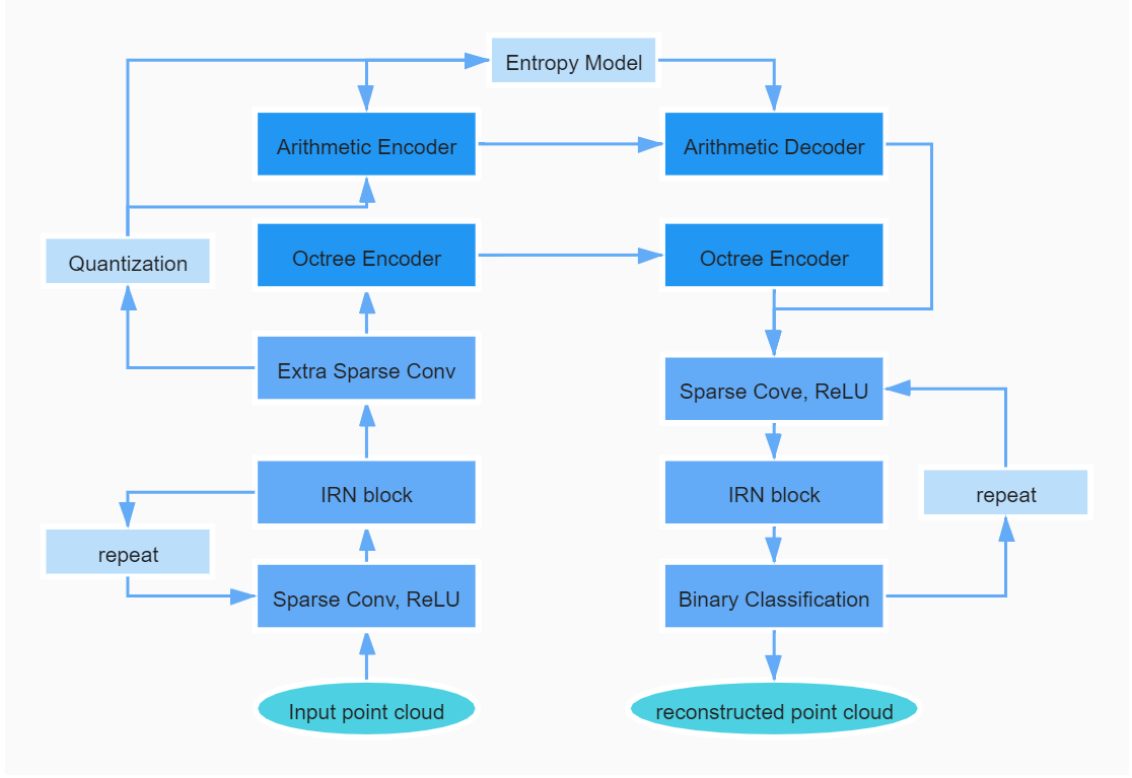 Entropy Model
Arithmetic Encoder
Arithmetic Decoder
Quantization
Octree Encoder
Octree Encoder
Extra Sparse Conv
Sparse Cove, ReLU
IRN block
IRN block
repeat
repeat
Sparse Conv, ReLU
Binary Classification
Input point cloud
reconstructed point cloud